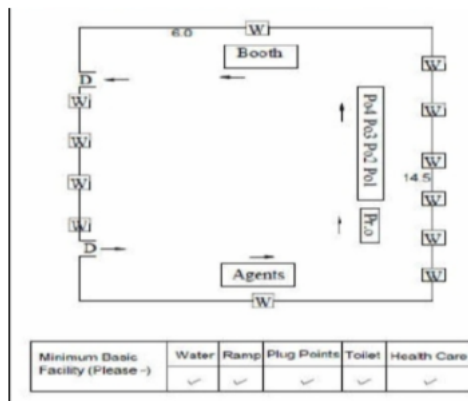 6.0
W
Booth
D
W
W
W
W
D
W
W
W
W
W
W
14.5
Po4 Po3 Po2 Po1
Pr.o
Agents
W
Minimum Basic
Facility (Please -)
Water Ramp Plug Points Toilet Health Care
✓ ✓ ✓ ✓ ✓